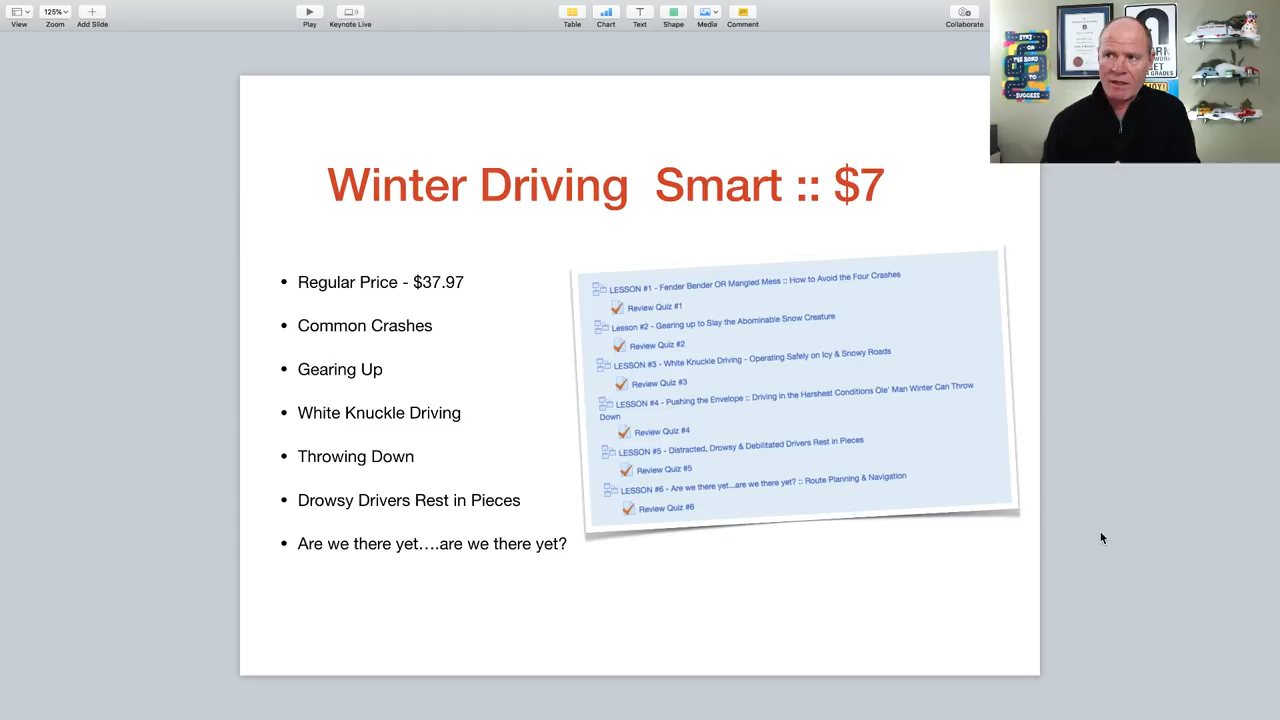 View
125%
Zoom
Add Slide
Play
Keynote Live
Table
Chart
Text
Shape
Media
Comment
Collaborate
STAY
ON
THE ROAD
TO
SUCCESS
Winter Driving Smart :: $7
• Regular Price - $37.97
• Common Crashes
• Gearing Up
• White Knuckle Driving
• Throwing Down
• Drowsy Drivers Rest in Pieces
• Are we there yet….are we there yet?
LESSON #1 - Fender Bender OR Mangled Mess :: How to Avoid the Four Crashes
Review Quiz #1
Lesson #2 - Gearing up to Slay the Abominable Snow Creature
Review Quiz #2
LESSON #3 - White Knuckle Driving - Operating Safely on Icy & Snowy Roads
Review Quiz #3
LESSON #4 - Pushing the Envelope :: Driving in the Harshest Conditions Ole' Man Winter Can Throw
Down
Review Quiz #4
LESSON #5 - Distracted, Drowsy & Debilitated Drivers Rest in Pieces
Review Quiz #5
LESSON #6 - Are we there yet...are we there yet? :: Route Planning & Navigation
Review Quiz #6